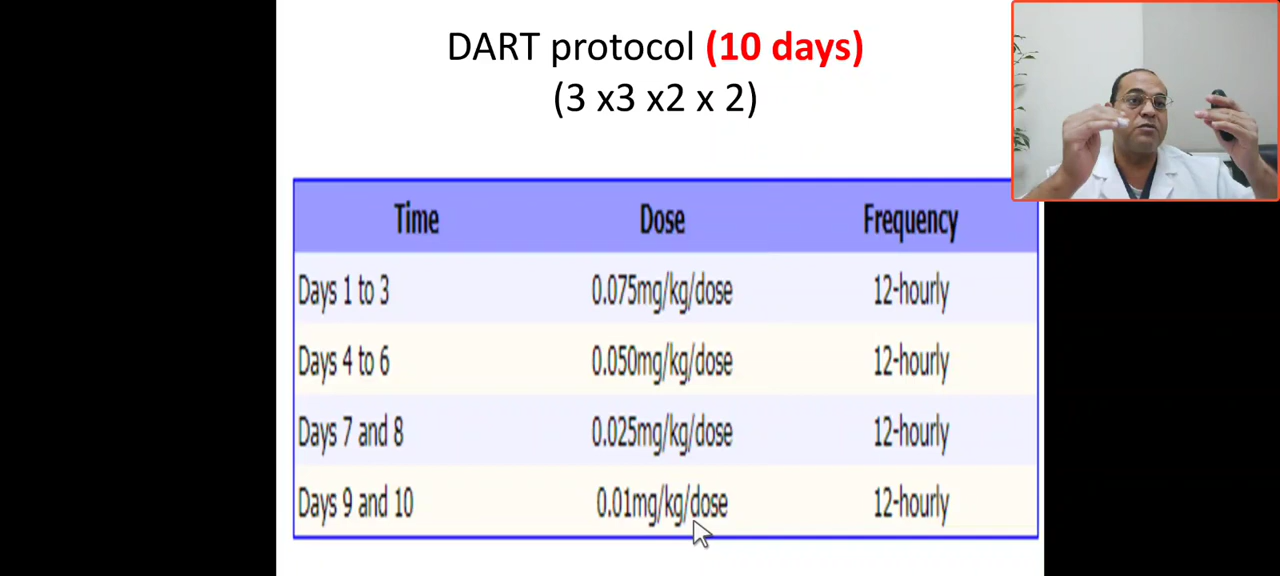 DART protocol (10 days)
(3 x3 x2 x 2)
Time Dose Frequency
Days 1 to 3 0.075mg/kg/dose 12-hourly
Days 4 to 6 0.050mg/kg/dose 12-hourly
Days 7 and 8 0.025mg/kg/dose 12-hourly
Days 9 and 10 0.01mg/kg/dose 12-hourly